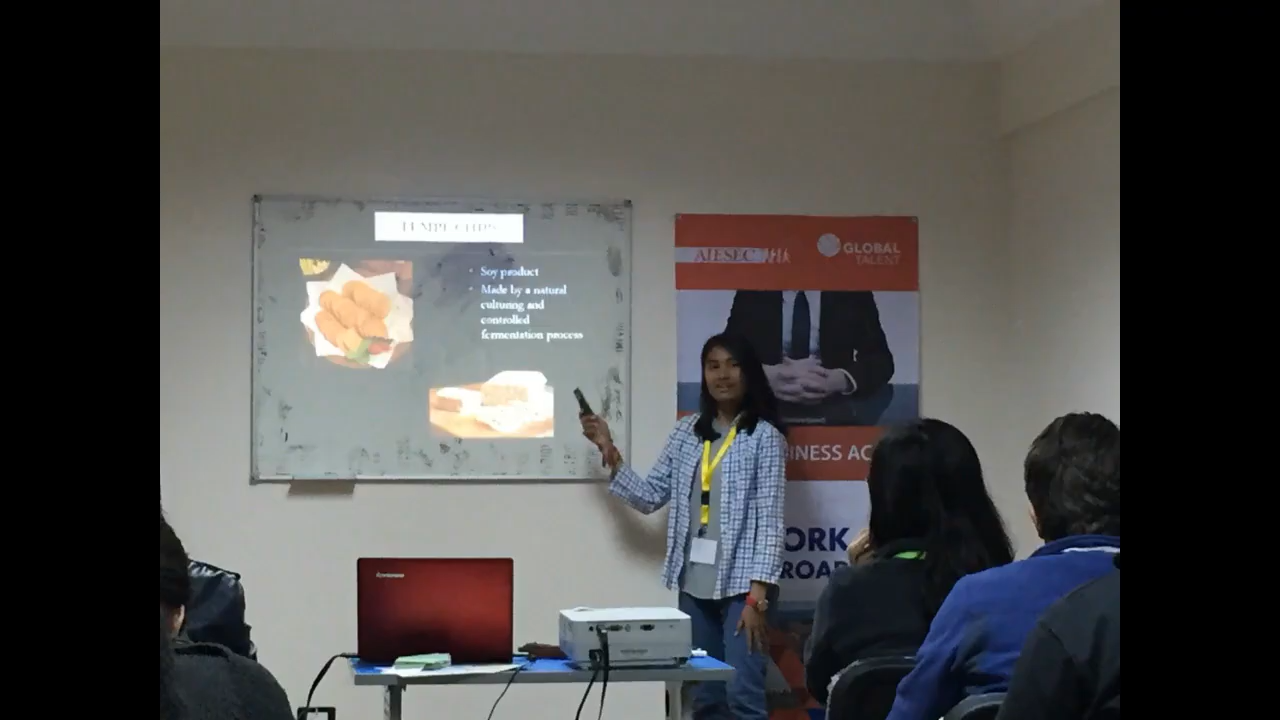 TEMPE CHIPS
• Soy product
• Made by a natural
culturing and
controlled
fermentation process
AIESEC
GLOBAL
TALENT
INESS AC
ORK
ROAD
lenovo